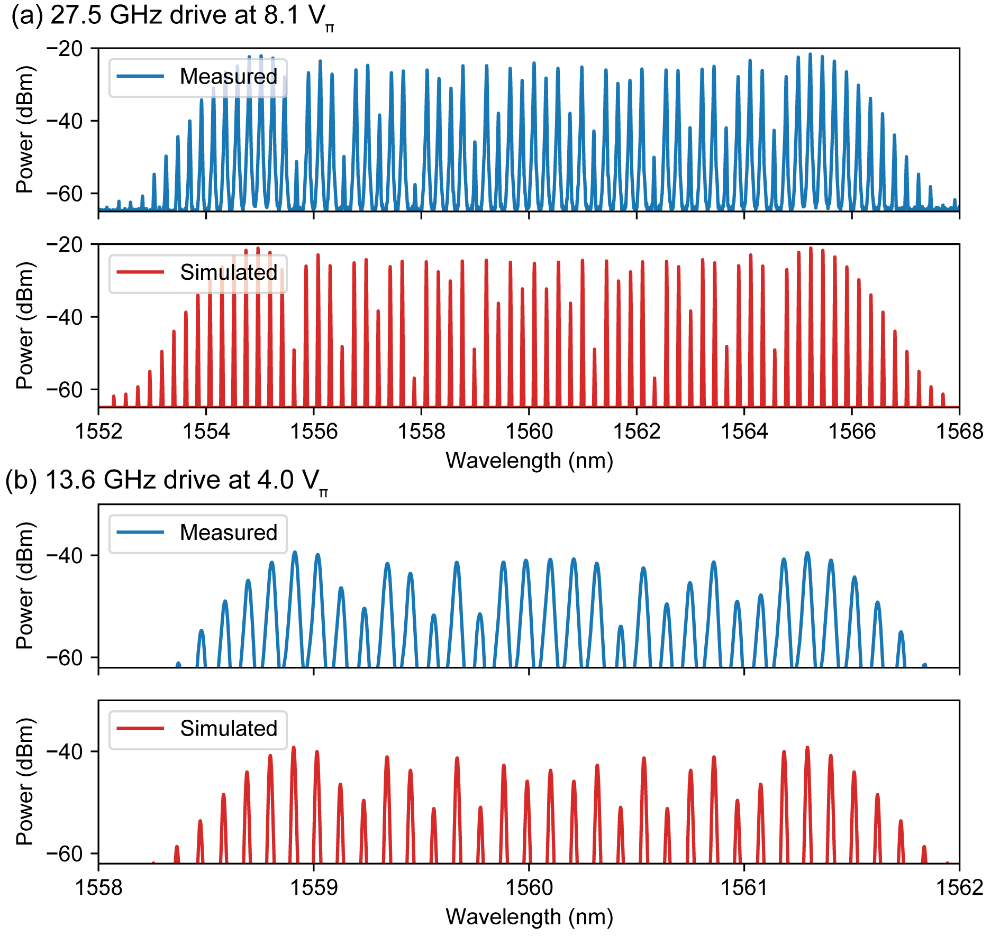 (a) 27.5 GHz drive at 8.1 Vπ
−20
−40
−60
Power (dBm)
Measured
−20
−40
−60
Power (dBm)
Simulated
1552 1554 1556 1558 1560 1562 1564 1566 1568
Wavelength (nm)
(b) 13.6 GHz drive at 4.0 Vπ
−40
−60
Power (dBm)
Measured
−40
−60
Power (dBm)
Simulated
1558 1559 1560 1561 1562
Wavelength (nm)